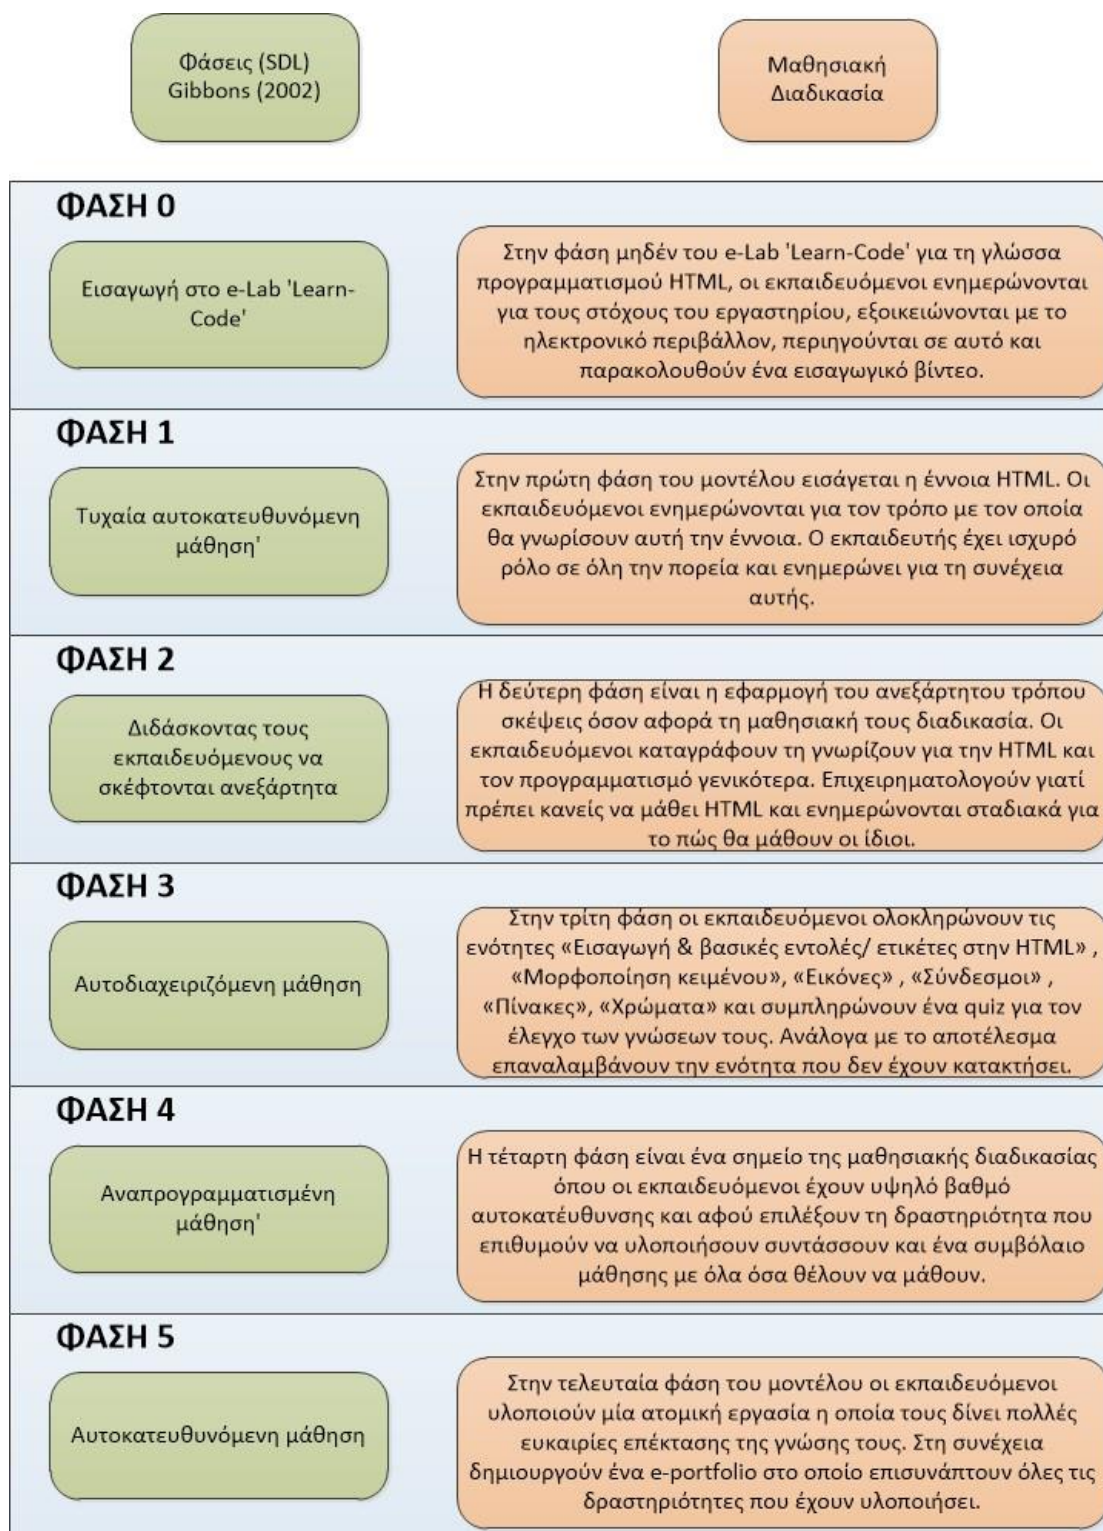 Φάσεις (SDL)
Gibbons (2002)
Μαθησιακή
Διαδικασία
ΦΑΣΗ 0
Εισαγωγή στο e-Lab 'Learn-
Code'
Στην φάση μηδέν του e-Lab 'Learn-Code' για τη γλώσσα
προγραμματισμού HTML, οι εκπαιδευόμενοι ενημερώνονται
για τους στόχους του εργαστηρίου, εξοικειώνονται με το
ηλεκτρονικό περιβάλλον, περιηγούνται σε αυτό και
παρακολουθούν ένα εισαγωγικό βίντεο.
ΦΑΣΗ 1
Τυχαία αυτοκατευθυνόμενη
μάθηση'
Στην πρώτη φάση του μοντέλου εισάγεται η έννοια HTML. Οι
εκπαιδευόμενοι ενημερώνονται για τον τρόπο με τον οποία
θα γνωρίσουν αυτή την έννοια. Ο εκπαιδευτής έχει ισχυρό
ρόλο σε όλη την πορεία και ενημερώνει για τη συνέχεια
αυτής.
ΦΑΣΗ 2
Διδάσκοντας τους
εκπαιδευόμενους να
σκέφτονται ανεξάρτητα
Η δεύτερη φάση είναι η εφαρμογή του ανεξάρτητου τρόπου
σκέψεις όσον αφορά τη μαθησιακή τους διαδικασία. Οι
εκπαιδευόμενοι καταγράφουν τη γνωρίζουν για την HTML και
τον προγραμματισμό γενικότερα. Επιχειρηματολογούν γιατί
πρέπει κανείς να μάθει HTML και ενημερώνονται σταδιακά για
το πώς θα μάθουν οι ίδιοι.
ΦΑΣΗ 3
Αυτοδιαχειριζόμενη μάθηση
Στην τρίτη φάση οι εκπαιδευόμενοι ολοκληρώνουν τις
ενότητες «Εισαγωγή & βασικές εντολές/ ετικέτες στην HTML» ,
«Μορφοποίηση κειμένου», «Εικόνες» , «Σύνδεσμοι» ,
«Πίνακες», «Χρώματα» και συμπληρώνουν ένα quiz για τον
έλεγχο των γνώσεων τους. Ανάλογα με το αποτέλεσμα
επαναλαμβάνουν την ενότητα που δεν έχουν κατακτήσει.
ΦΑΣΗ 4
Αναπρογραμματισμένη
μάθηση'
Η τέταρτη φάση είναι ένα σημείο της μαθησιακής διαδικασίας
όπου οι εκπαιδευόμενοι έχουν υψηλό βαθμό
αυτοκατέυθυνσης και αφού επιλέξουν τη δραστηριότητα που
επιθυμούν να υλοποιήσουν συντάσσουν και ένα συμβόλαιο
μάθησης με όλα όσα θέλουν να μάθουν.
ΦΑΣΗ 5
Αυτοκατευθυνόμενη μάθηση
Στην τελευταία φάση του μοντέλου οι εκπαιδευόμενοι
υλοποιούν μία ατομική εργασία η οποία τους δίνει πολλές
ευκαιρίες επέκτασης της γνώσης τους. Στη συνέχεια
δημιουργούν ένα e-portfolio στο οποίο επισυνάπτουν όλες τις
δραστηριότητες που έχουν υλοποιήσει.